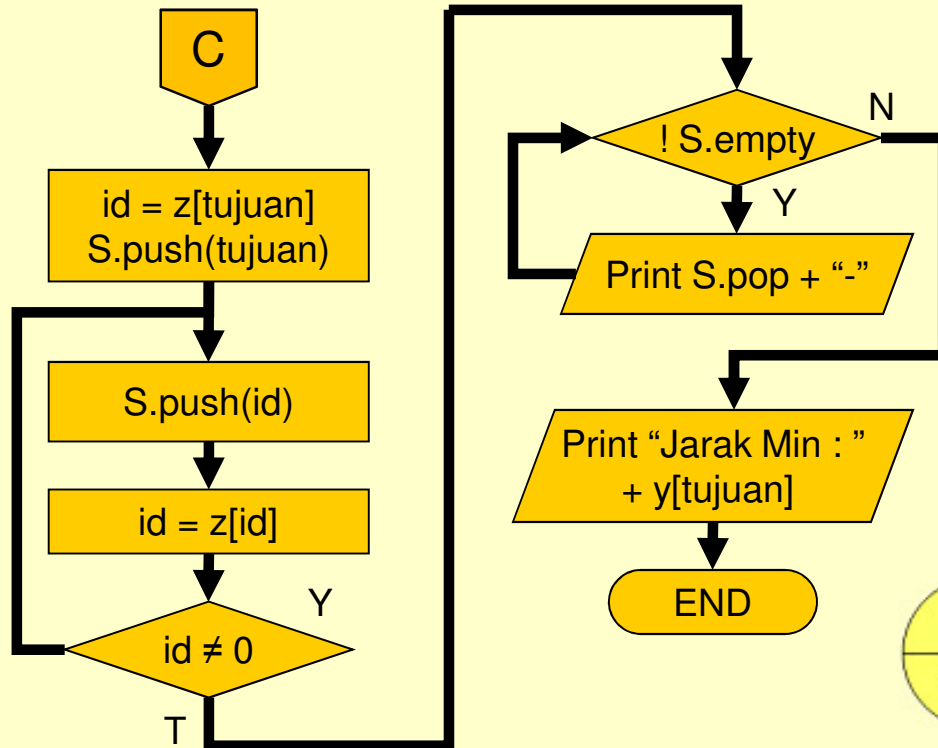 C
id = z[tujuan]
S.push(tujuan)
S.push(id)
id = z[id]
Y
id ≠ 0
T
! S.empty
N
Y
Print S.pop + “-”
Print “Jarak Min : ”
+ y[tujuan]
END